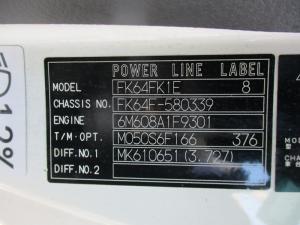 POWER LINE LABEL
MODEL FK64FK1E 8
CHASSIS NO. FK64F-580339
ENGINE 6M608A1F9301
T/M·OPT. M050S6F166 376
DIFF.NO.1 MK610651(3.727)
DIFF.NO.2